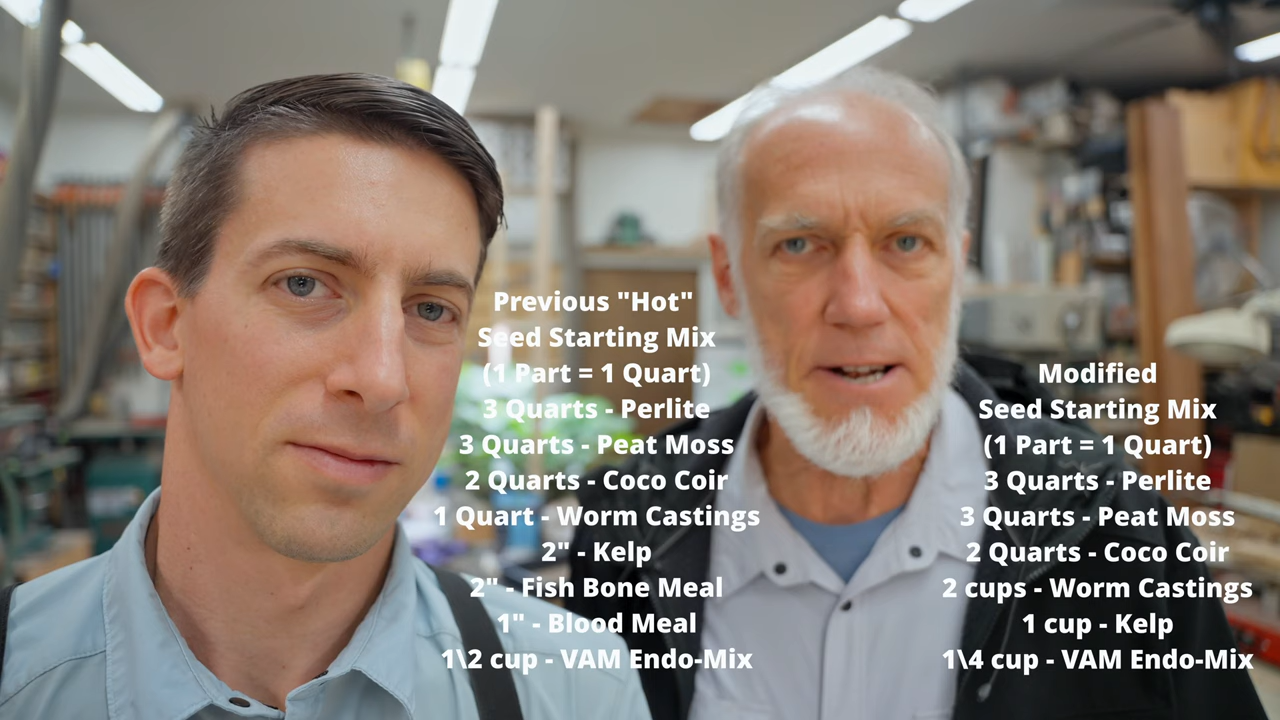 Previous "Hot"
Seed Starting Mix
(1 Part = 1 Quart)
3 Quarts - Perlite
3 Quarts - Peat Moss
2 Quarts - Coco Coir
1 Quart - Worm Castings
2" - Kelp
2" - Fish Bone Meal
1" - Blood Meal
1\2 cup - VAM Endo-Mix
Modified
Seed Starting Mix
(1 Part = 1 Quart)
3 Quarts - Perlite
3 Quarts - Peat Moss
2 Quarts - Coco Coir
2 cups - Worm Castings
1 cup - Kelp
1\4 cup - VAM Endo-Mix